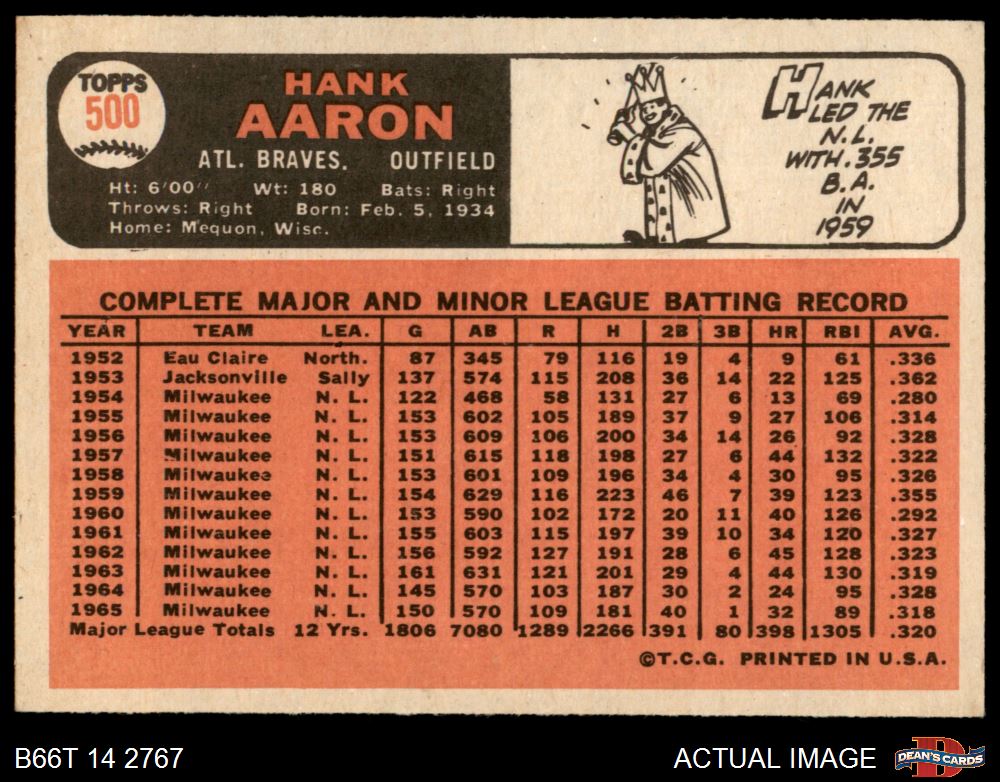 TOPPS
500
HANK
AARON
ATL. BRAVES. OUTFIELD
Ht: 6'00" Wt: 180 Bats: Right
Throws: Right Born: Feb. 5, 1934
Home: Mequon, Wisc.
HANK
LED THE
N.L.
WITH .355
B.A.
IN
1959
COMPLETE MAJOR AND MINOR LEAGUE BATTING RECORD
YEAR TEAM LEA. G AB R H 2B 3B HR RBI AVG.
1952 Eau Claire North. 87 345 79 116 19 4 9 61 .336
1953 Jacksonville Sally 137 574 115 208 36 14 22 125 .362
1954 Milwaukee N. L. 122 468 58 131 27 6 13 69 .280
1955 Milwaukee N. L. 153 602 105 189 37 9 27 106 .314
1956 Milwaukee N. L. 153 609 106 200 34 14 26 92 .328
1957 Milwaukee N. L. 151 615 118 198 27 6 44 132 .322
1958 Milwaukee N. L. 153 601 109 196 34 4 30 95 .326
1959 Milwaukee N. L. 154 629 116 223 46 7 39 123 .355
1960 Milwaukee N. L. 153 590 102 172 20 11 40 126 .292
1961 Milwaukee N. L. 155 603 115 197 39 10 34 120 .327
1962 Milwaukee N. L. 156 592 127 191 28 6 45 128 .323
1963 Milwaukee N. L. 161 631 121 201 29 4 44 130 .319
1964 Milwaukee N. L. 145 570 103 187 30 2 24 95 .328
1965 Milwaukee N. L. 150 570 109 181 40 1 32 89 .318
Major League Totals 12 Yrs. 1806 7080 1289 2266 391 80 398 1305 .320
©T.C.G. PRINTED IN U.S.A.
B66T 14 2767 ACTUAL IMAGE
D
DEAN'S CARDS